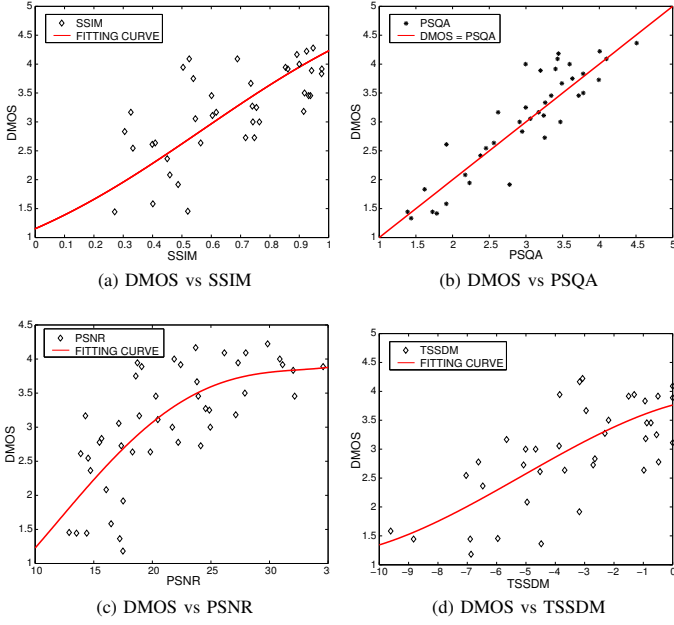 5
4.5
4
3.5
3
2.5
2
1.5
1
0 0.1 0.2 0.3 0.4 0.5 0.6 0.7 0.8 0.9 1
SSIM
DMOS
SSIM
FITTING CURVE
(a) DMOS vs SSIM
5
4.5
4
3.5
3
2.5
2
1.5
1
1 1.5 2 2.5 3 3.5 4 4.5 5
PSQA
DMOS
PSQA
DMOS = PSQA
(b) DMOS vs PSQA
4.5
4
3.5
3
2.5
2
1.5
1
10 15 20 25 30 3
PSNR
DMOS
PSNR
FITTING CURVE
(c) DMOS vs PSNR
5
4.5
4
3.5
3
2.5
2
1.5
1
−10 −9 −8 −7 −6 −5 −4 −3 −2 −1 0
TSSDM
DMOS
TSSDM
FITTING CURVE
(d) DMOS vs TSSDM